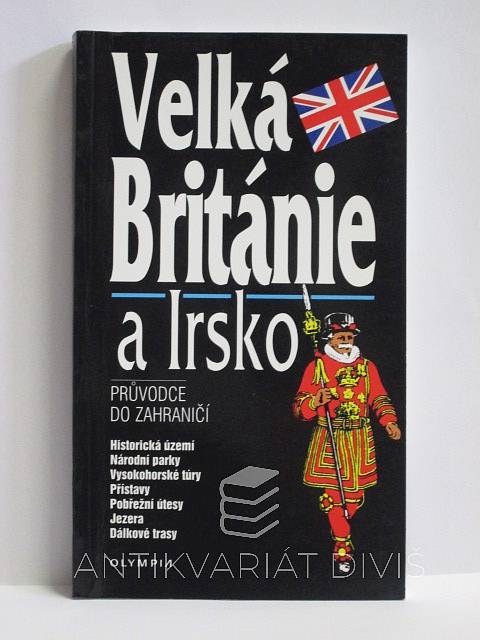 Velká
Británie
a Irsko
PRŮVODCE
DO ZAHRANIČÍ
Historická území
Národní parky
Vysokohorské túry
Přístavy
Pobřežní útesy
Jezera
Dálkové trasy
ANTIKVARIÁT DIVIŠ
OLYMPIA